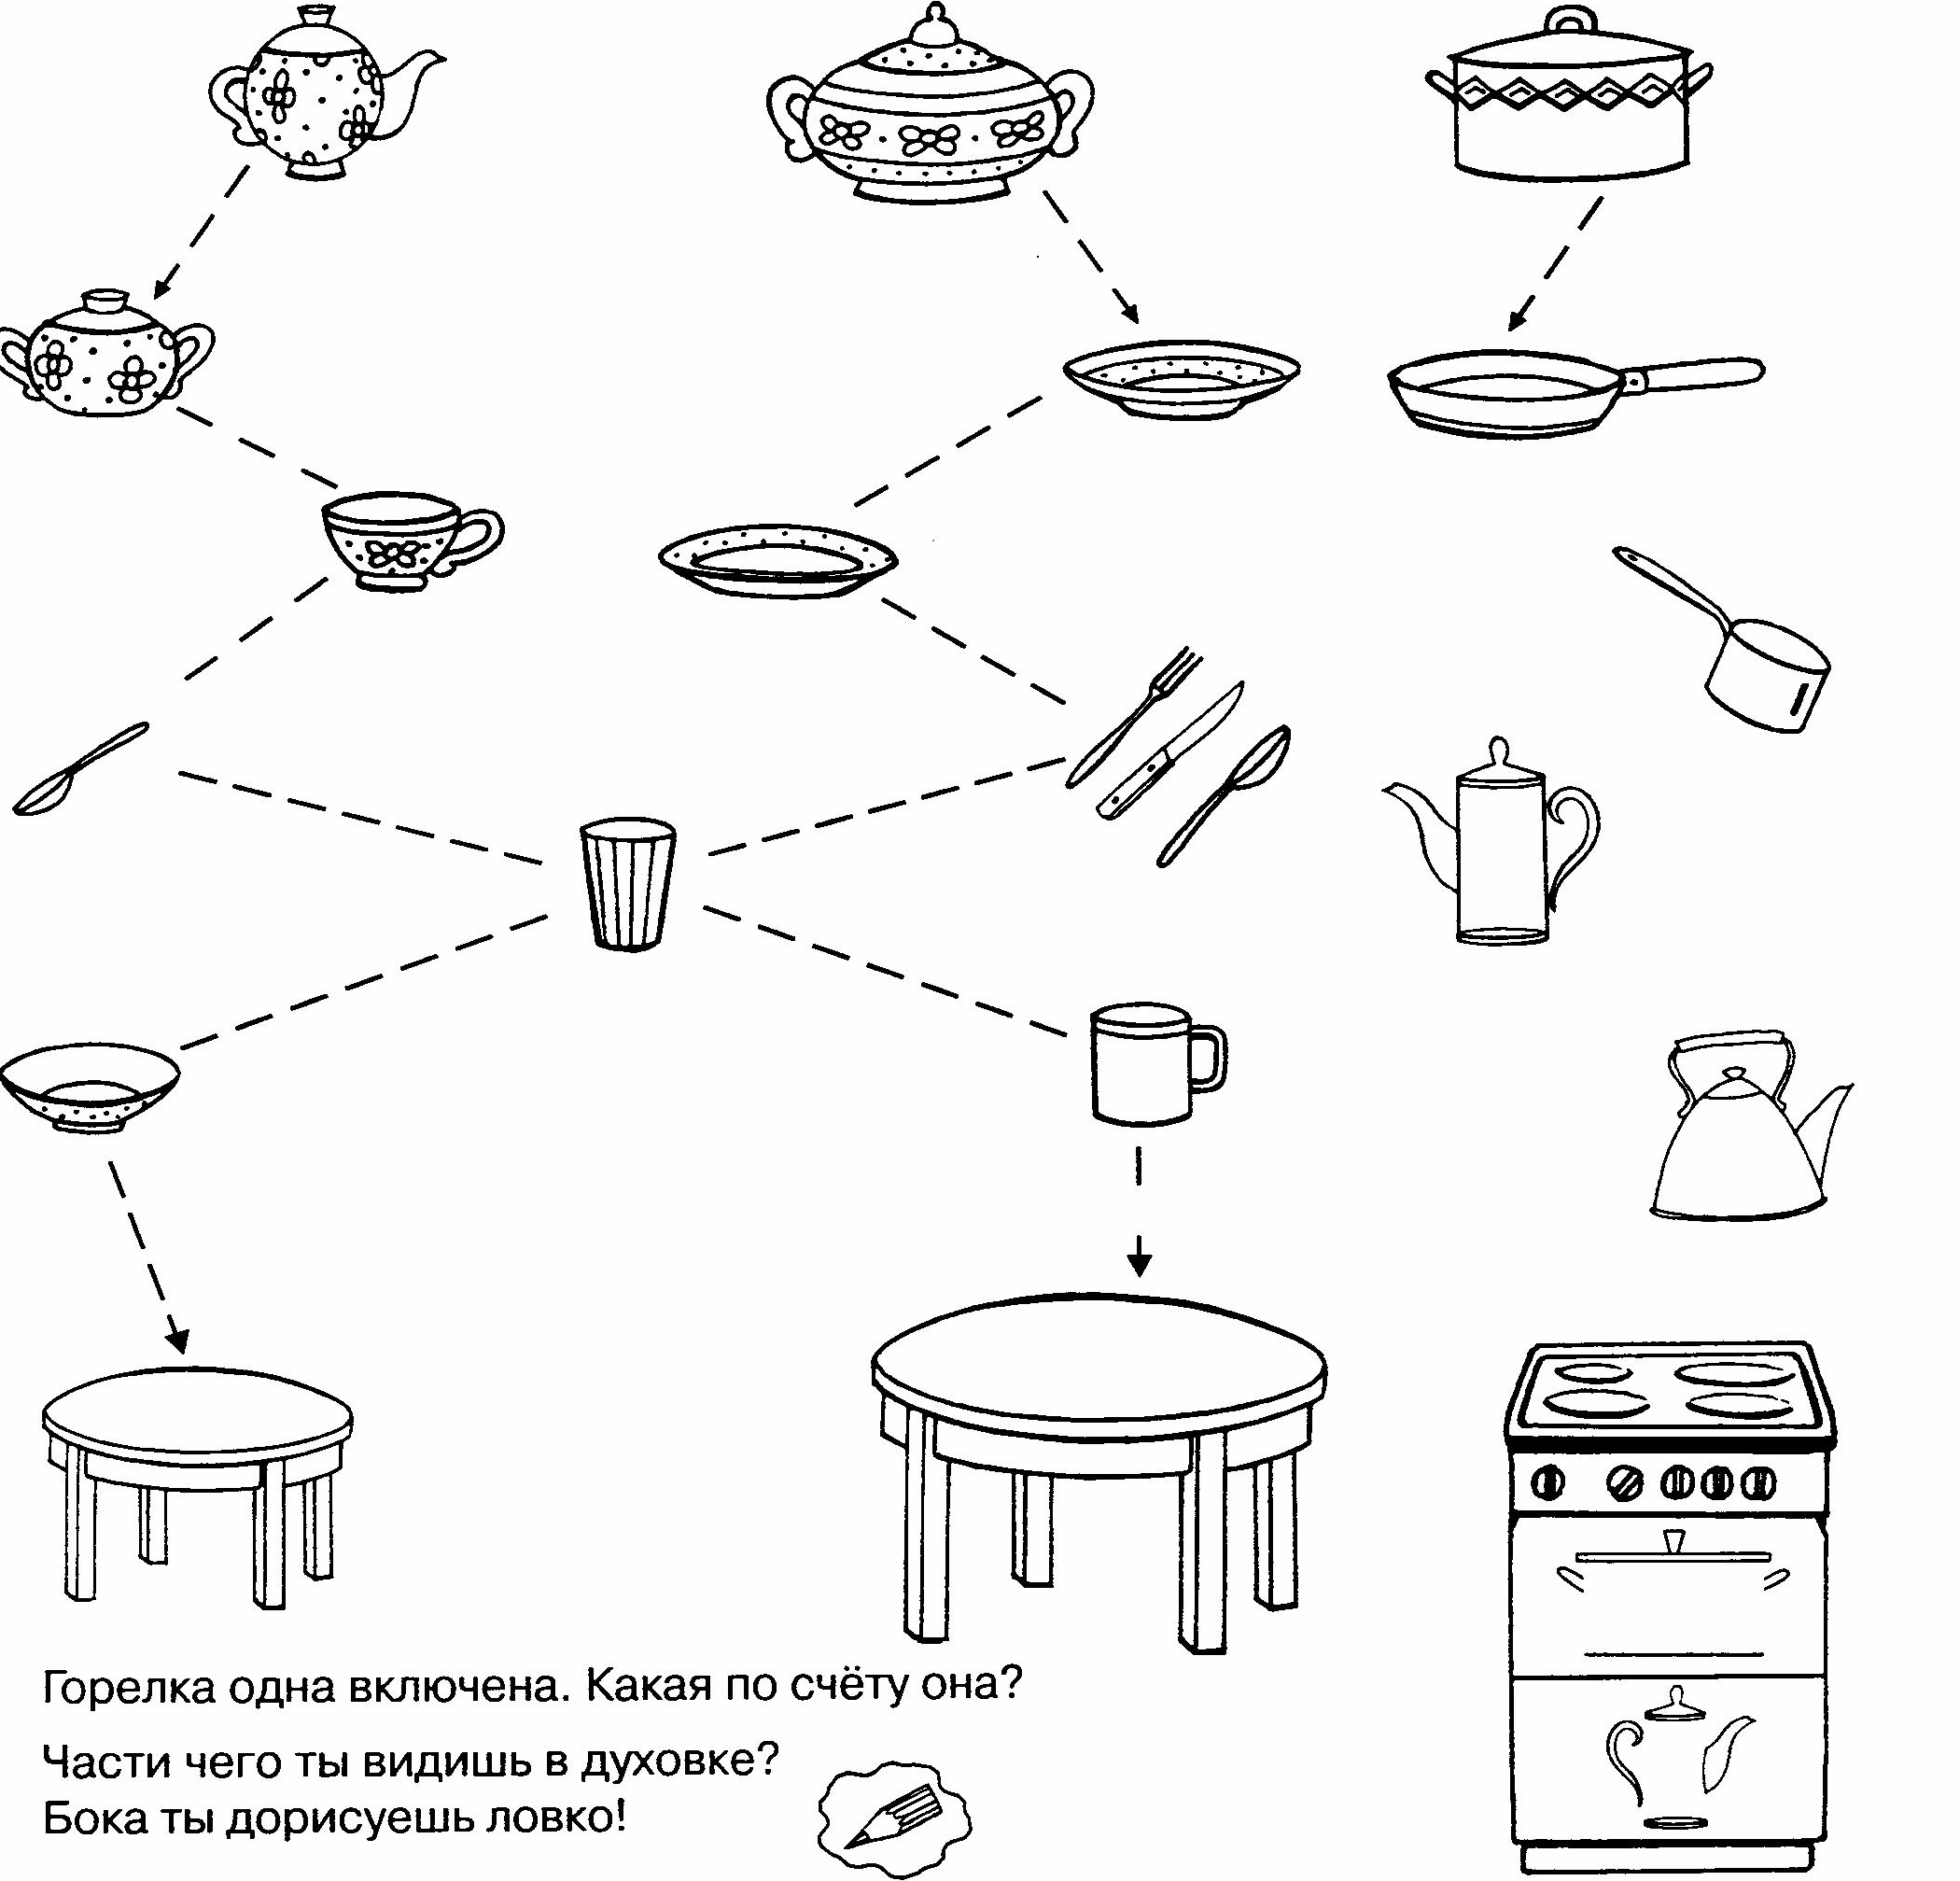 Горелка одна включена. Какая по счёту она?
Части чего ты видишь в духовке?
Бока ты дорисуешь ловко!